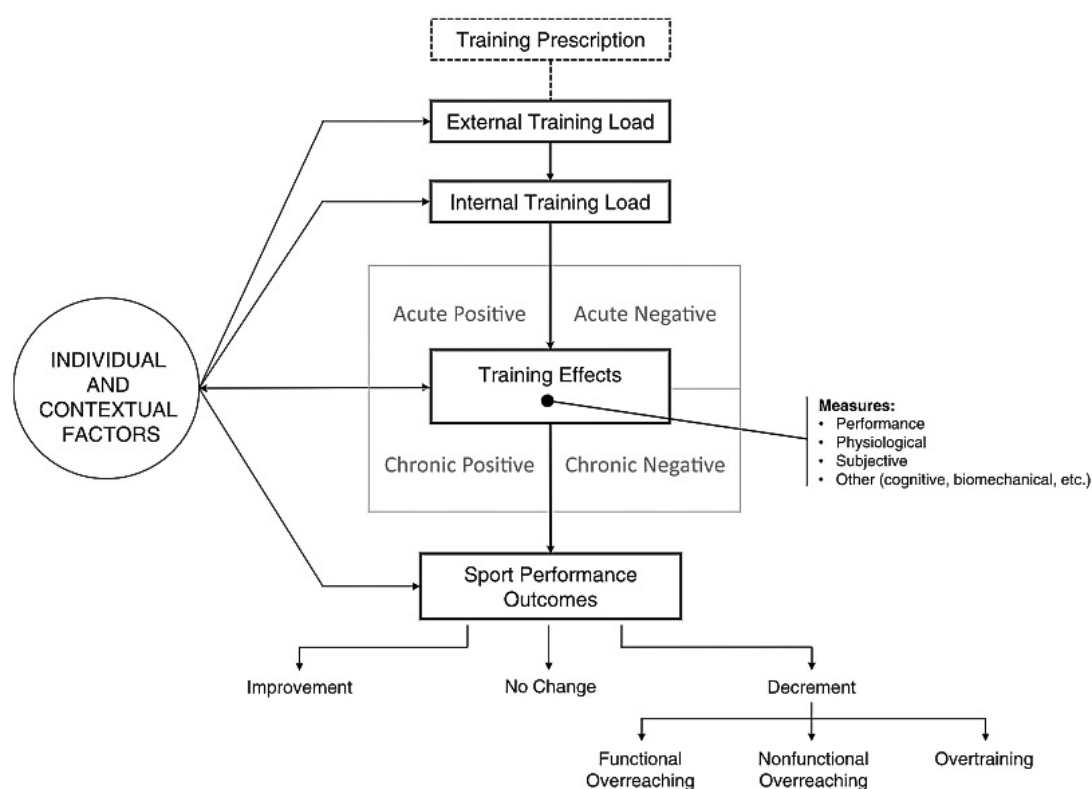 Training Prescription
External Training Load
Internal Training Load
Acute Positive
Acute Negative
INDIVIDUAL
AND
CONTEXTUAL
FACTORS
Training Effects
Measures:
• Performance
• Physiological
• Subjective
• Other (cognitive, biomechanical, etc.)
Chronic Positive
Chronic Negative
Sport Performance
Outcomes
Improvement
No Change
Decrement
Functional
Overreaching
Nonfunctional
Overreaching
Overtraining